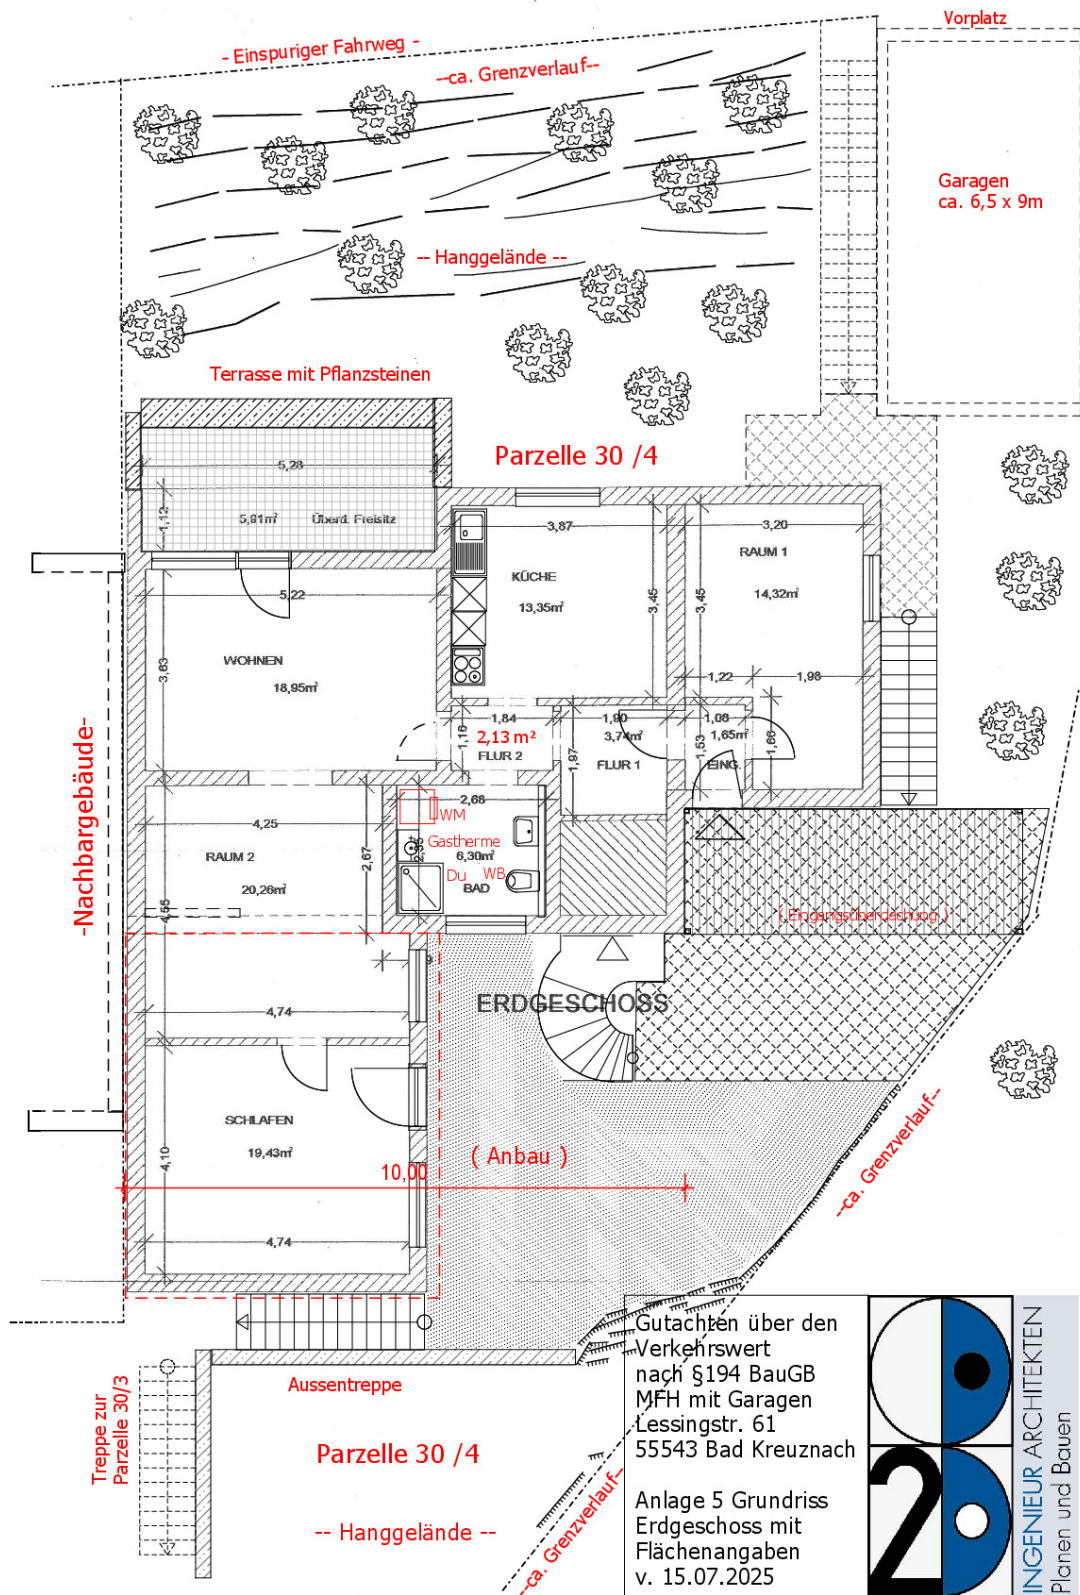 Vorplatz
- Einspuriger Fahrweg -
--ca. Grenzverlauf--
Garagen
ca. 6,5 x 9m
-- Hanggelände --
Terrasse mit Pflanzsteinen
Parzelle 30 /4
5,28
1,12
5,91m²
Überd. Freisitz
3,87
3,20
RAUM 1
KÜCHE
13,35m²
14,32m²
3,45
3,45
5,22
3,63
WOHNEN
18,95m²
1,22
1,98
1,84
1,90
1,08
2,13 m²
3,74m²
1,65m²
1,16
FLUR 2
1,97
FLUR 1
1,53
EING.
1,66
-Nachbargebäude-
2,68
WM
4,25
2,67
Gastherme
2,35
RAUM 2
6,30m²
20,26m²
Du
WB
BAD
4,55
( Eingangsüberdachung )
ERDGESCHOSS
4,74
SCHLAFEN
19,43m²
4,10
( Anbau )
10,00
--ca. Grenzverlauf--
4,74
Aussentreppe
Treppe zur
Parzelle 30/3
Parzelle 30 /4
-- Hanggelände --
--ca. Grenzverlauf--
Gutachten über den
Verkehrswert
nach §194 BauGB
MFH mit Garagen
Lessingstr. 61
55543 Bad Kreuznach
Anlage 5 Grundriss
Erdgeschoss mit
Flächenangaben
v. 15.07.2025
2
INGENIEUR ARCHITEKTEN
Planen und Bauen